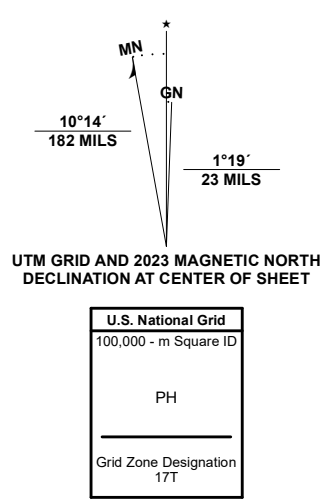 ★
MN
GN
10°14´
182 MILS
1°19´
23 MILS
UTM GRID AND 2023 MAGNETIC NORTH
DECLINATION AT CENTER OF SHEET
U.S. National Grid
100,000 - m Square ID
PH
Grid Zone Designation
17T